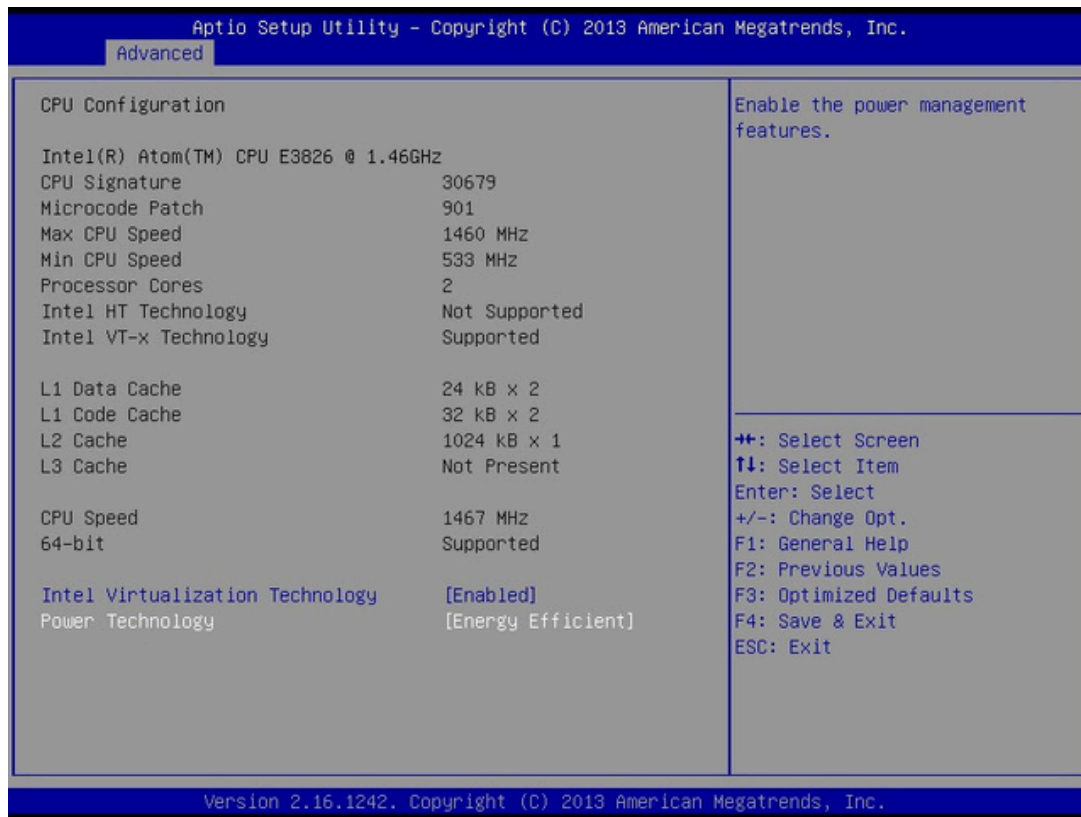 Aptio Setup Utility – Copyright (C) 2013 American Megatrends, Inc.
Advanced
CPU Configuration
Intel(R) Atom(TM) CPU E3826 @ 1.46GHz
CPU Signature 30679
Microcode Patch 901
Max CPU Speed 1460 MHz
Min CPU Speed 533 MHz
Processor Cores 2
Intel HT Technology Not Supported
Intel VT-x Technology Supported
L1 Data Cache 24 kB x 2
L1 Code Cache 32 kB x 2
L2 Cache 1024 kB x 1
L3 Cache Not Present
CPU Speed 1467 MHz
64-bit Supported
Intel Virtualization Technology [Enabled]
Power Technology [Energy Efficient]
Enable the power management
features.
→←: Select Screen
↑↓: Select Item
Enter: Select
+/-: Change Opt.
F1: General Help
F2: Previous Values
F3: Optimized Defaults
F4: Save & Exit
ESC: Exit
Version 2.16.1242. Copyright (C) 2013 American Megatrends, Inc.